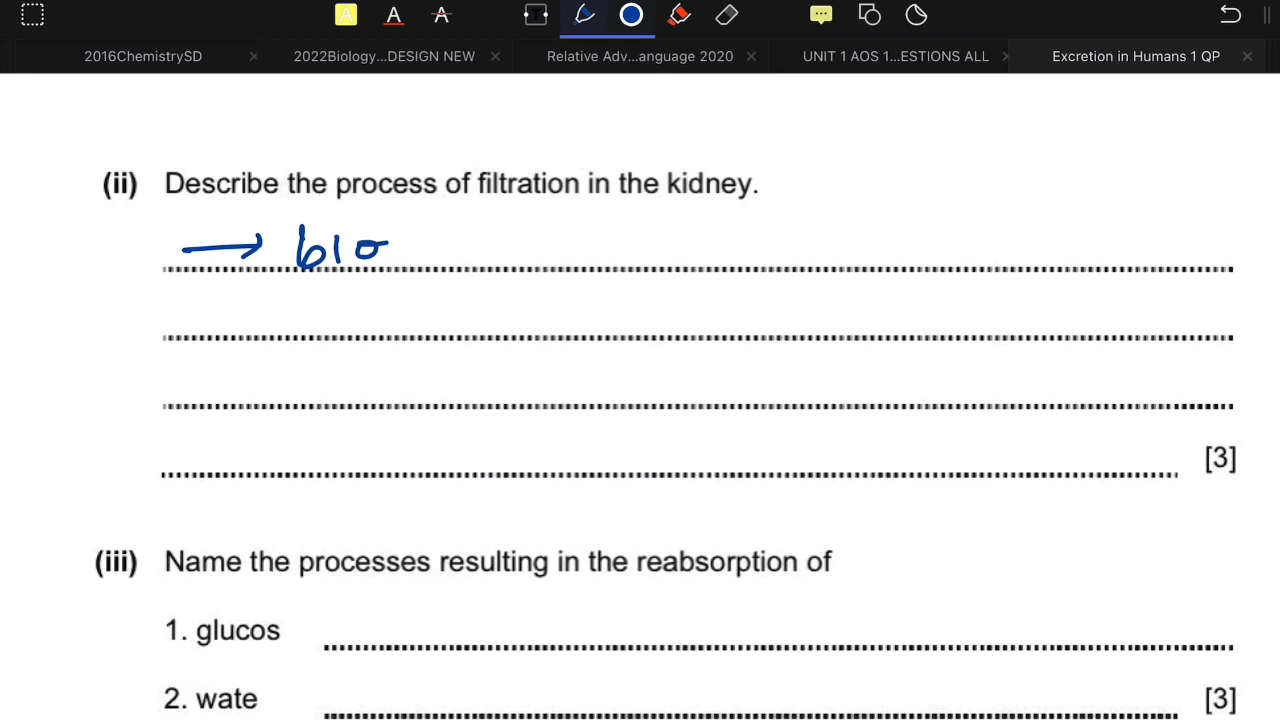 A A A T
2016ChemistrySD × 2022Biology...DESIGN NEW × Relative Adv...anguage 2020 × UNIT 1 AOS 1...ESTIONS ALL × Excretion in Humans 1 QP ×
(ii) Describe the process of filtration in the kidney.
→ blo
[3]
(iii) Name the processes resulting in the reabsorption of
1. glucos
2. wate [3]